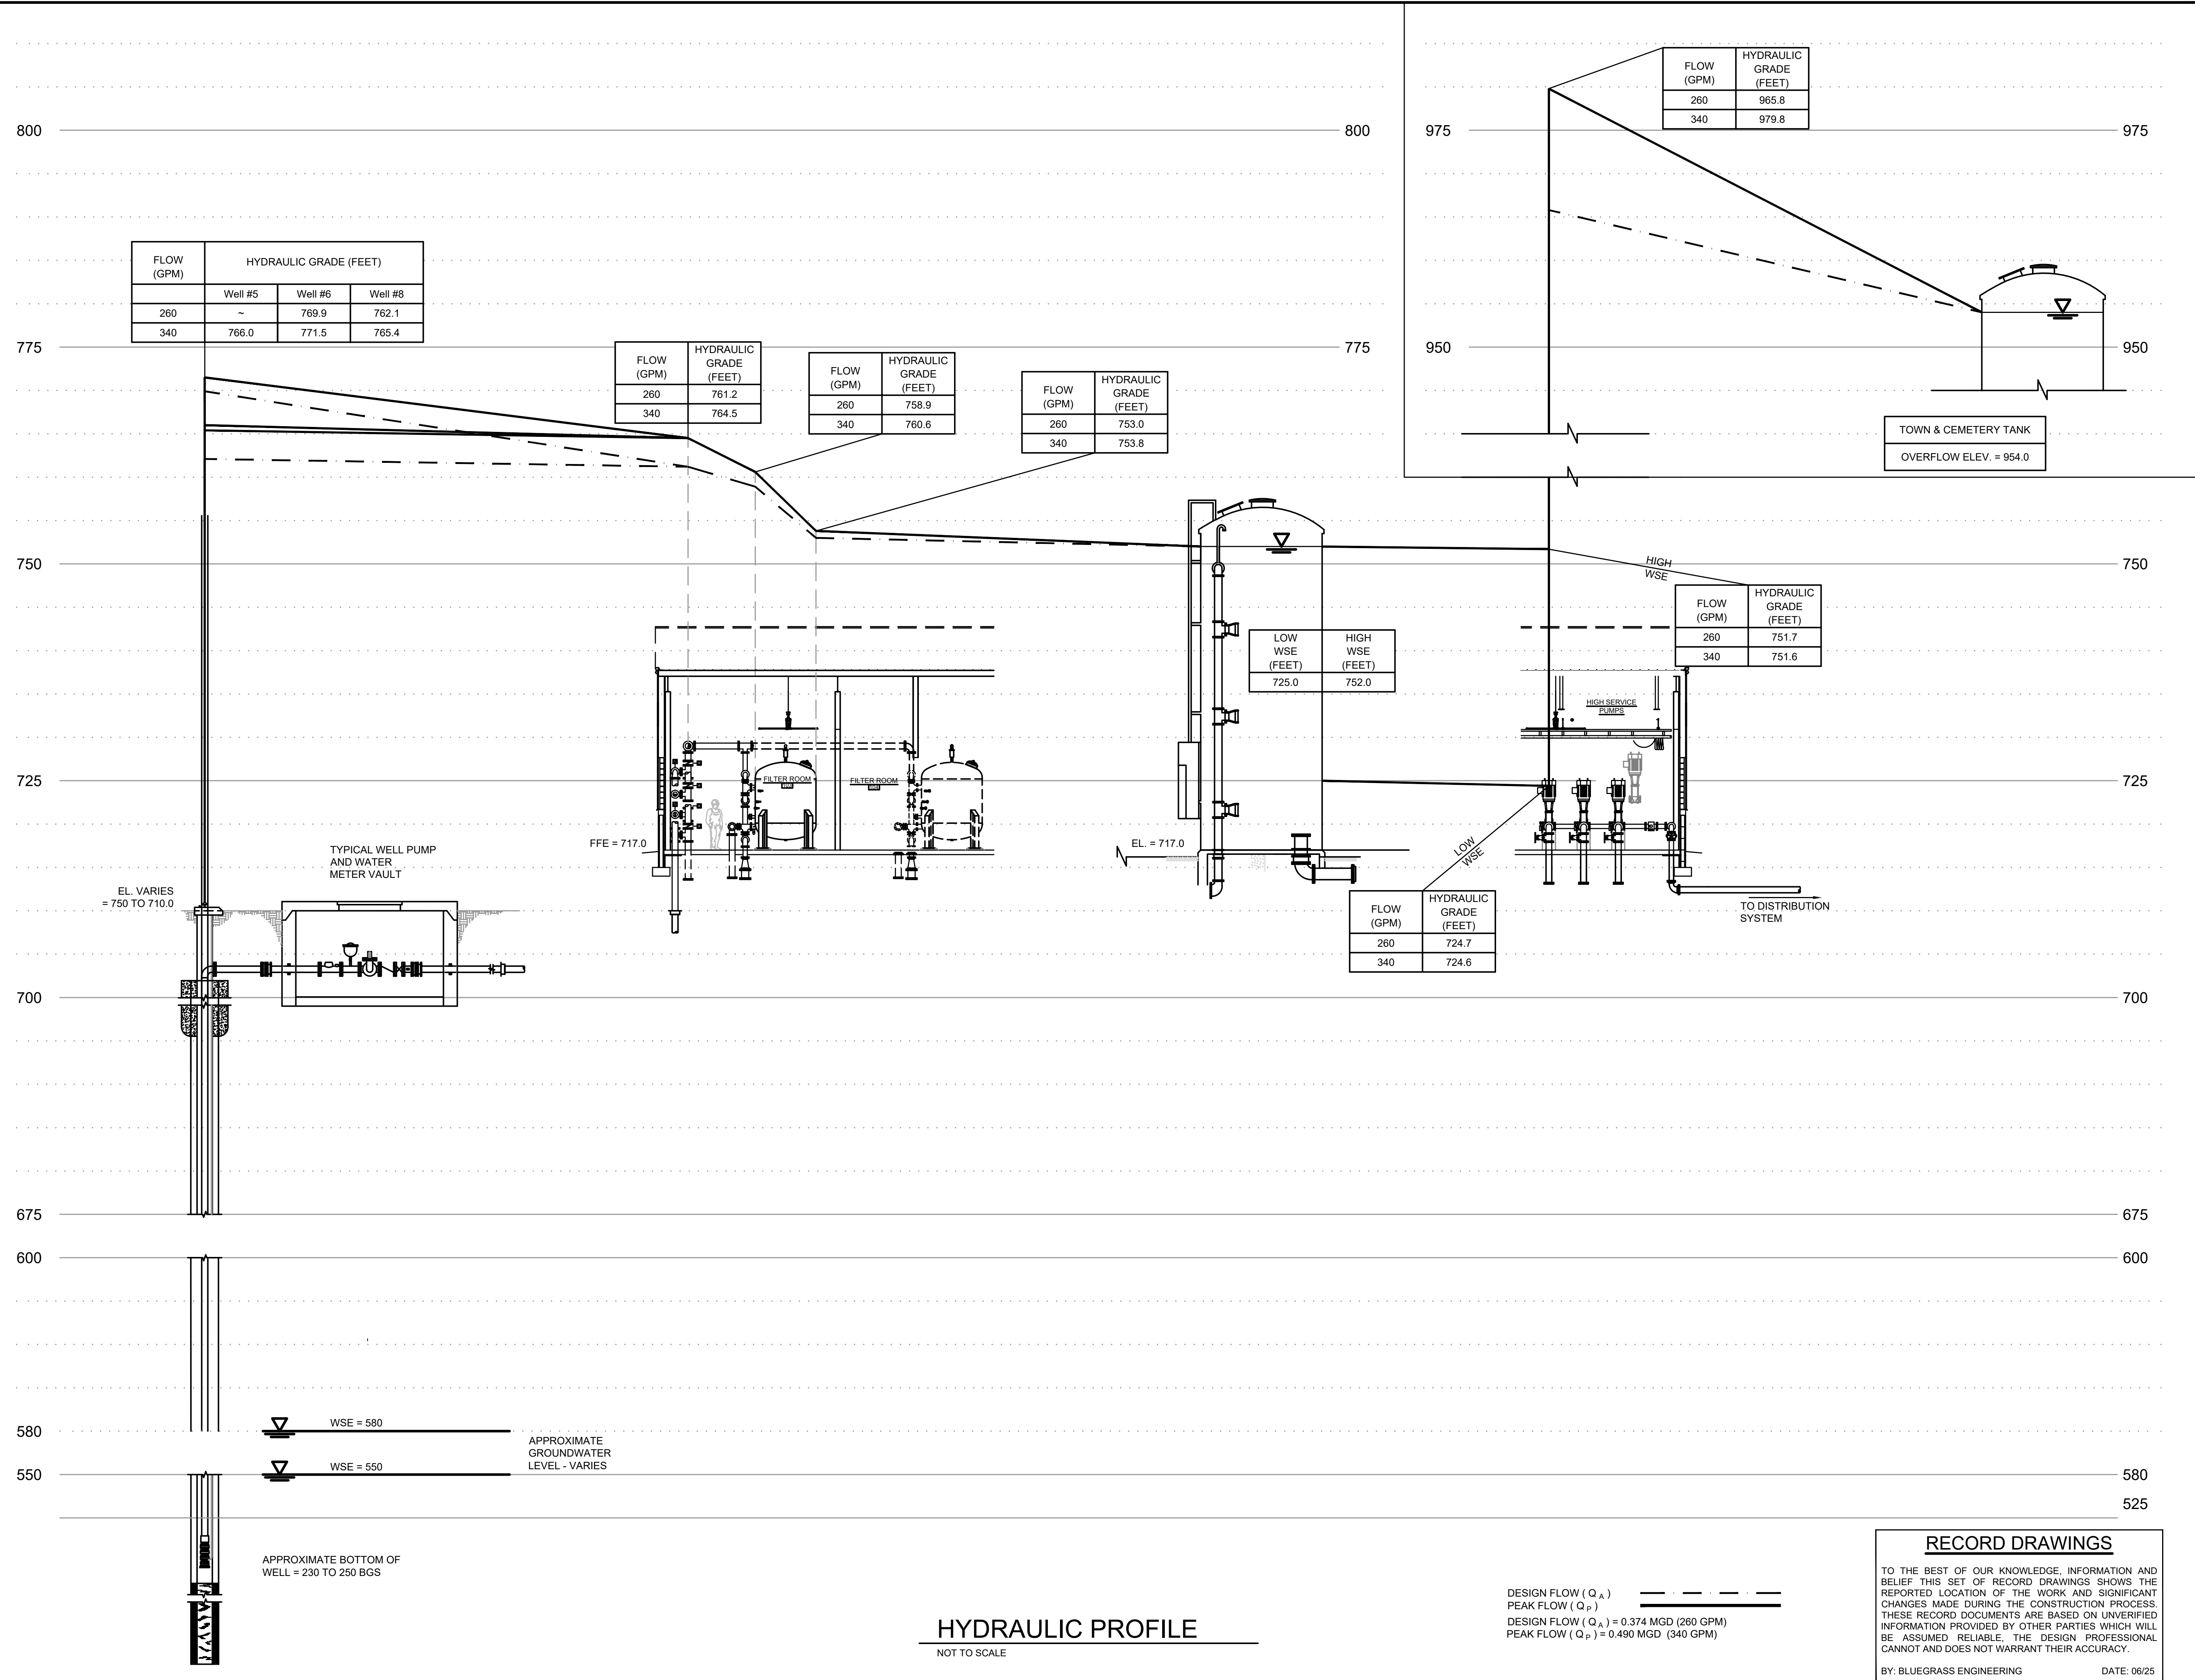 FLOW
(GPM)
HYDRAULIC
GRADE
(FEET)
260 965.8
340 979.8
800 800 975 975
FLOW
(GPM)
HYDRAULIC GRADE (FEET)
Well #5 Well #6 Well #8
260 ~ 769.9 762.1
340 766.0 771.5 765.4
775 775 950 950
FLOW
(GPM)
HYDRAULIC
GRADE
(FEET)
260 761.2
340 764.5
FLOW
(GPM)
HYDRAULIC
GRADE
(FEET)
260 758.9
340 760.6
FLOW
(GPM)
HYDRAULIC
GRADE
(FEET)
260 753.0
340 753.8
TOWN & CEMETERY TANK
OVERFLOW ELEV. = 954.0
750 750
HIGH
WSE
FLOW
(GPM)
HYDRAULIC
GRADE
(FEET)
260 751.7
340 751.6
LOW
WSE
(FEET)
HIGH
WSE
(FEET)
725.0 752.0
HIGH SERVICE
PUMPS
725 725
FILTER ROOM
FILTER ROOM
FFE = 717.0
EL. = 717.0
LOW
WSE
TYPICAL WELL PUMP
AND WATER
METER VAULT
EL. VARIES
= 750 TO 710.0
FLOW
(GPM)
HYDRAULIC
GRADE
(FEET)
260 724.7
340 724.6
TO DISTRIBUTION
SYSTEM
700 700
675 675
600 600
580
WSE = 580
APPROXIMATE
GROUNDWATER
LEVEL - VARIES
WSE = 550
550 580
525
APPROXIMATE BOTTOM OF
WELL = 230 TO 250 BGS
HYDRAULIC PROFILE
NOT TO SCALE
DESIGN FLOW ( Q A )
PEAK FLOW ( Q P )
DESIGN FLOW ( Q A ) = 0.374 MGD (260 GPM)
PEAK FLOW ( Q P ) = 0.490 MGD (340 GPM)
RECORD DRAWINGS
TO THE BEST OF OUR KNOWLEDGE, INFORMATION AND
BELIEF THIS SET OF RECORD DRAWINGS SHOWS THE
REPORTED LOCATION OF THE WORK AND SIGNIFICANT
CHANGES MADE DURING THE CONSTRUCTION PROCESS.
THESE RECORD DOCUMENTS ARE BASED ON UNVERIFIED
INFORMATION PROVIDED BY OTHER PARTIES WHICH WILL
BE ASSUMED RELIABLE, THE DESIGN PROFESSIONAL
CANNOT AND DOES NOT WARRANT THEIR ACCURACY.
BY: BLUEGRASS ENGINEERING DATE: 06/25